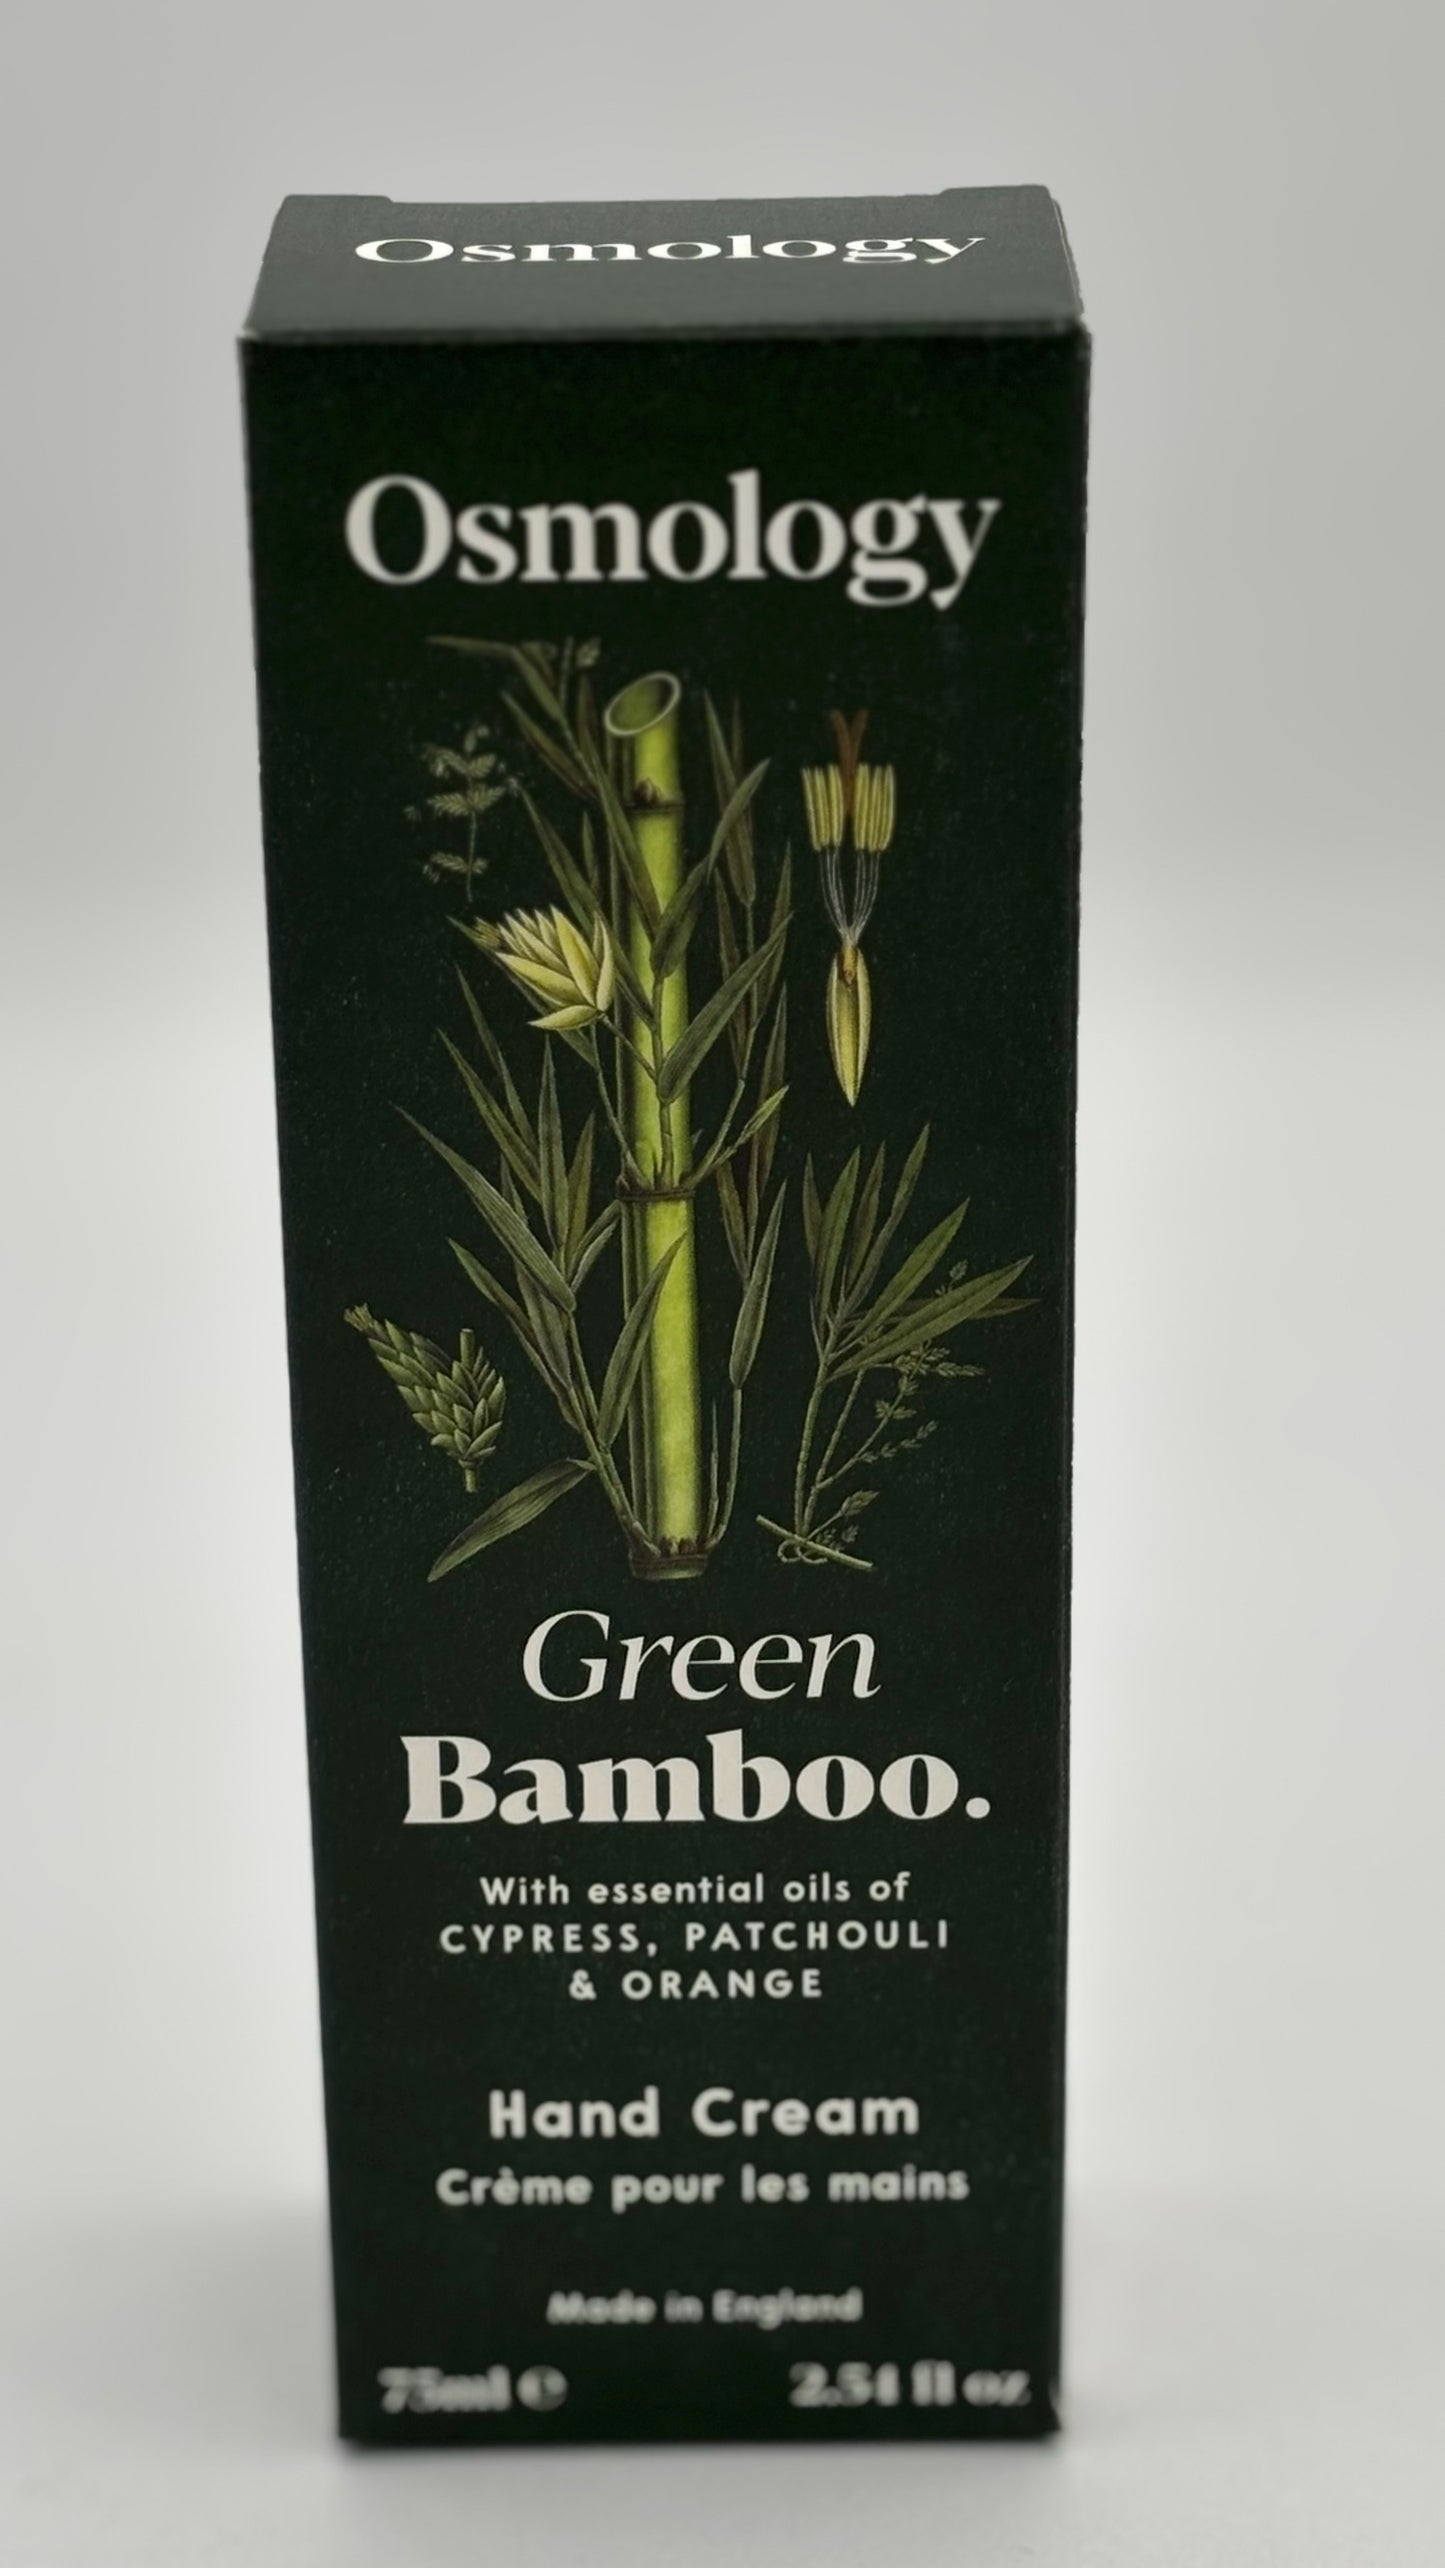 Osmology
Osmology
Green
Bamboo.
With essential oils of
CYPRESS, PATCHOULI
& ORANGE
Hand Cream
Crème pour les mains
Made in England
75ml ℮ 2.54 fl oz